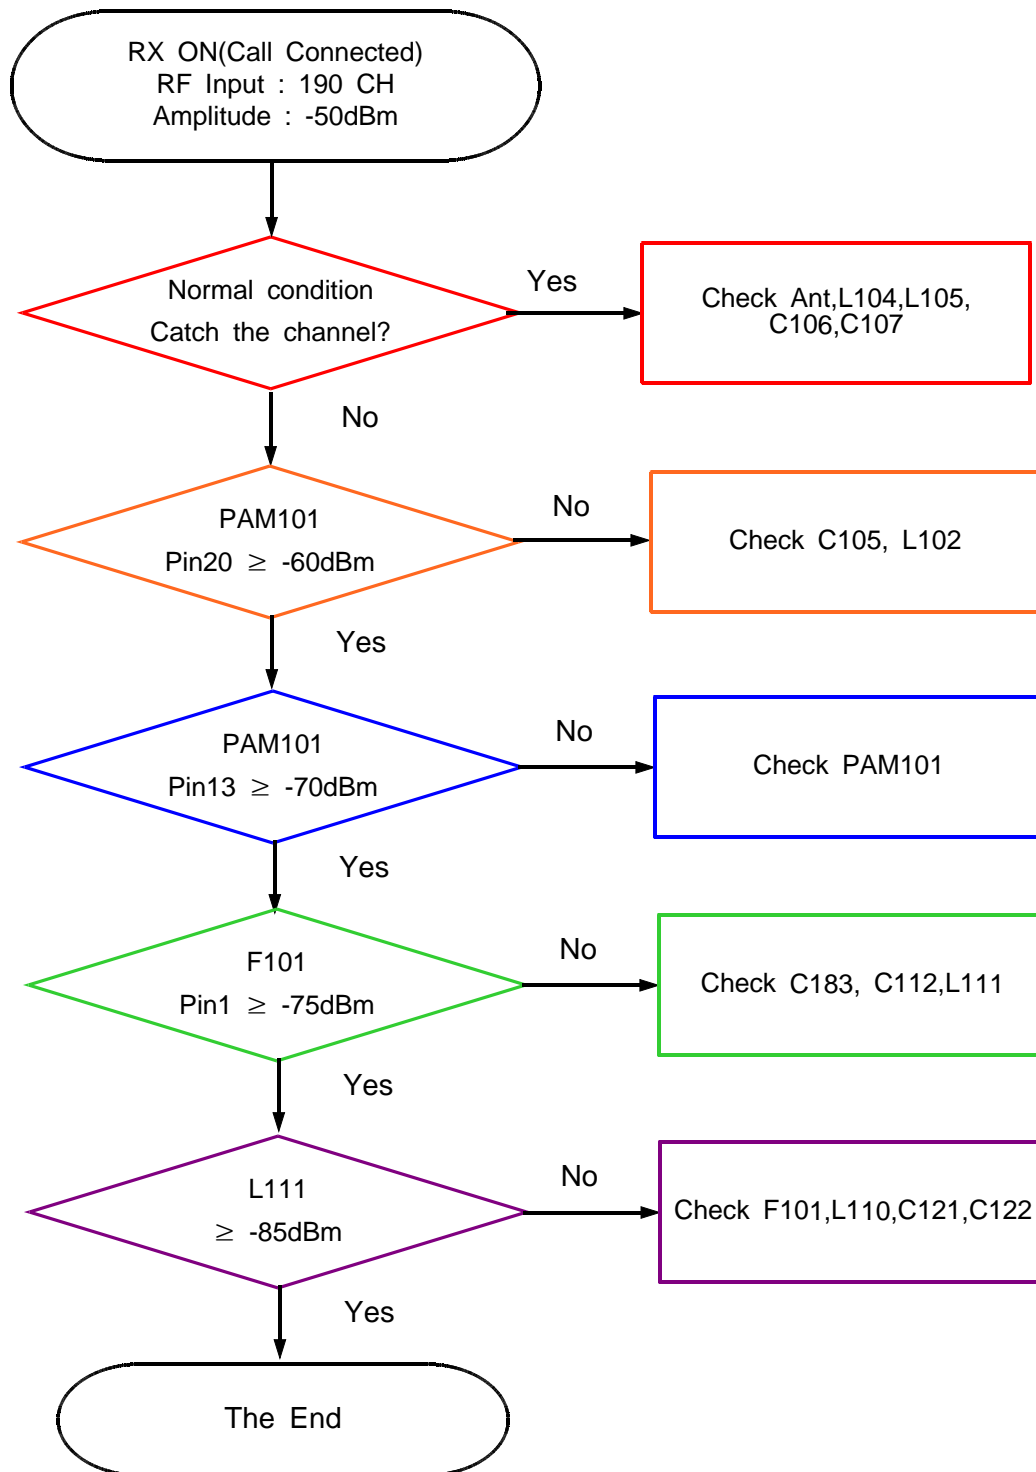 RX ON(Call Connected)
RF Input : 190 CH
Amplitude : -50dBm
Normal condition
Catch the channel?
Yes
Check Ant,L104,L105,
C106,C107
No
PAM101
Pin20 ≥ -60dBm
No
Check C105, L102
Yes
PAM101
Pin13 ≥ -70dBm
No
Check PAM101
Yes
F101
Pin1 ≥ -75dBm
No
Check C183, C112,L111
Yes
L111
≥ -85dBm
No
Check F101,L110,C121,C122
Yes
The End